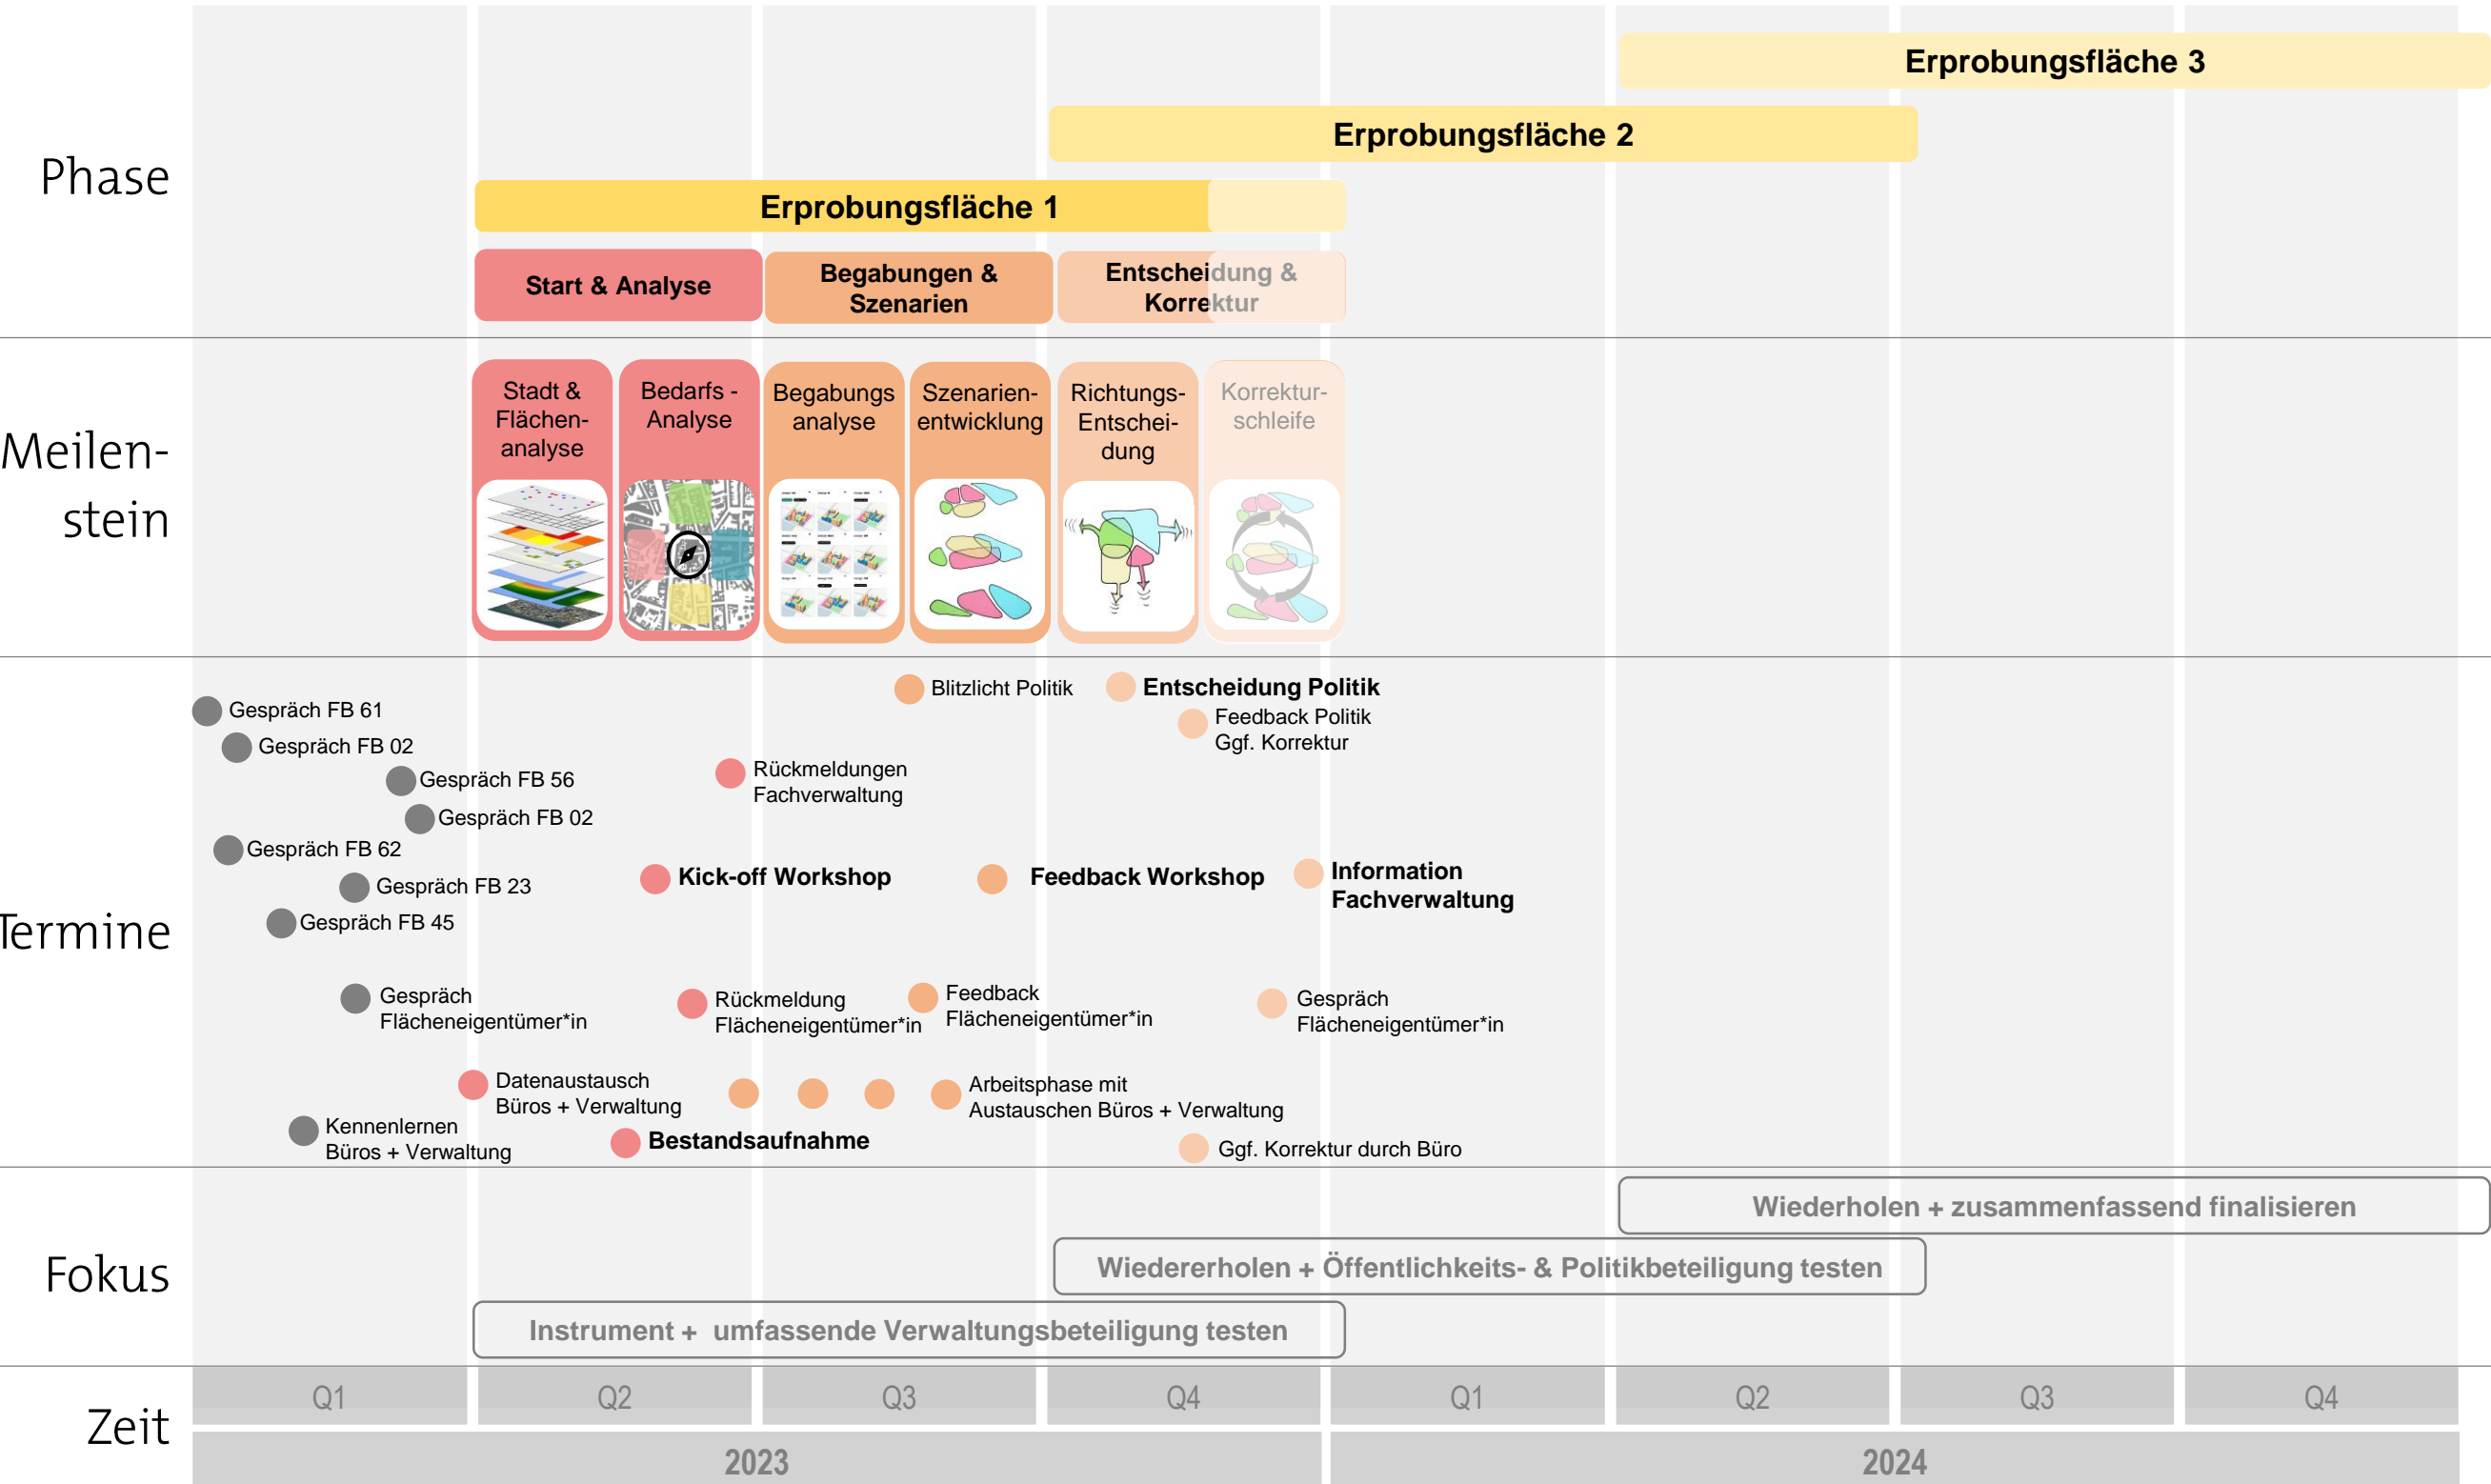 Erprobungsfläche 3
Erprobungsfläche 2
Phase
Erprobungsfläche 1
Start & Analyse
Begabungen &
Szenarien
Entscheidung &
Korrektur
Meilen-
stein
Stadt &
Flächen-
analyse
Bedarfs -
Analyse
Begabungs
analyse
Szenarien-
entwicklung
Richtungs-
Entschei-
dung
Korrektur-
schleife
Termine
Blitzlicht Politik
Entscheidung Politik
Gespräch FB 61
Feedback Politik
Ggf. Korrektur
Gespräch FB 02
Gespräch FB 56
Rückmeldungen
Fachverwaltung
Gespräch FB 02
Gespräch FB 62
Kick-off Workshop
Feedback Workshop
Information
Fachverwaltung
Gespräch FB 23
Gespräch FB 45
Gespräch
Flächeneigentümer*in
Rückmeldung
Flächeneigentümer*in
Feedback
Flächeneigentümer*in
Gespräch
Flächeneigentümer*in
Datenaustausch
Büros + Verwaltung
Arbeitsphase mit
Austauschen Büros + Verwaltung
Kennenlernen
Büros + Verwaltung
Bestandsaufnahme
Ggf. Korrektur durch Büro
Fokus
Wiederholen + zusammenfassend finalisieren
Wiedererholen + Öffentlichkeits- & Politikbeteiligung testen
Instrument + umfassende Verwaltungsbeteiligung testen
Zeit
Q1
Q2
Q3
Q4
Q1
Q2
Q3
Q4
2023
2024